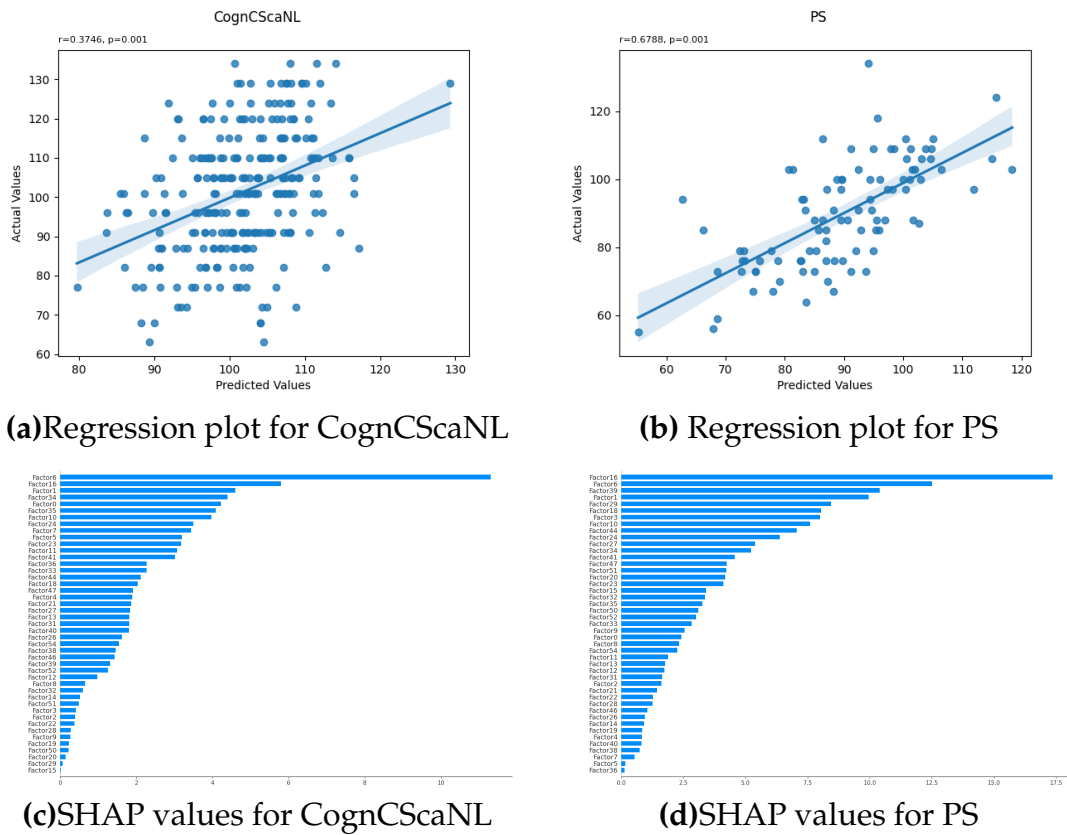 CognCScaNL
r=0.3746, p=0.001
Actual Values
130
120
110
100
90
80
70
60
80 90 100 110 120 130
Predicted Values
(a)Regression plot for CognCScaNL
PS
r=0.6788, p=0.001
Actual Values
120
100
80
60
60 70 80 90 100 110 120
Predicted Values
(b) Regression plot for PS
Factor6
Factor16
Factor1
Factor34
Factor0
Factor35
Factor10
Factor24
Factor7
Factor5
Factor23
Factor11
Factor41
Factor36
Factor33
Factor44
Factor18
Factor47
Factor4
Factor21
Factor27
Factor13
Factor31
Factor40
Factor26
Factor54
Factor38
Factor46
Factor39
Factor52
Factor12
Factor8
Factor32
Factor14
Factor51
Factor3
Factor2
Factor22
Factor28
Factor9
Factor19
Factor50
Factor20
Factor29
Factor15
0 2 4 6 8 10
(c)SHAP values for CognCScaNL
Factor16
Factor6
Factor39
Factor1
Factor29
Factor18
Factor3
Factor10
Factor44
Factor24
Factor27
Factor34
Factor41
Factor47
Factor51
Factor20
Factor23
Factor15
Factor32
Factor35
Factor50
Factor52
Factor33
Factor9
Factor0
Factor8
Factor54
Factor11
Factor13
Factor12
Factor31
Factor2
Factor21
Factor22
Factor28
Factor46
Factor26
Factor14
Factor19
Factor4
Factor40
Factor38
Factor7
Factor5
Factor36
0.0 2.5 5.0 7.5 10.0 12.5 15.0 17.5
(d)SHAP values for PS